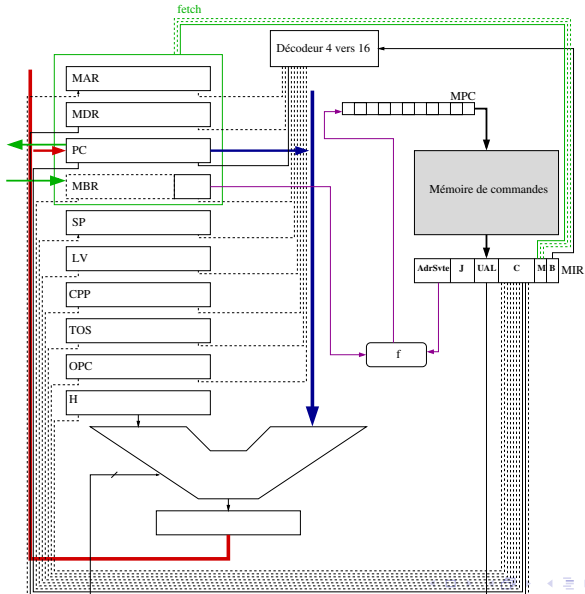 fetch
Décodeur 4 vers 16
MAR
MDR
PC
MBR
SP
LV
CPP
TOS
OPC
H
MPC
Mémoire de commandes
AdrSvte J UAL C M B MIR
f